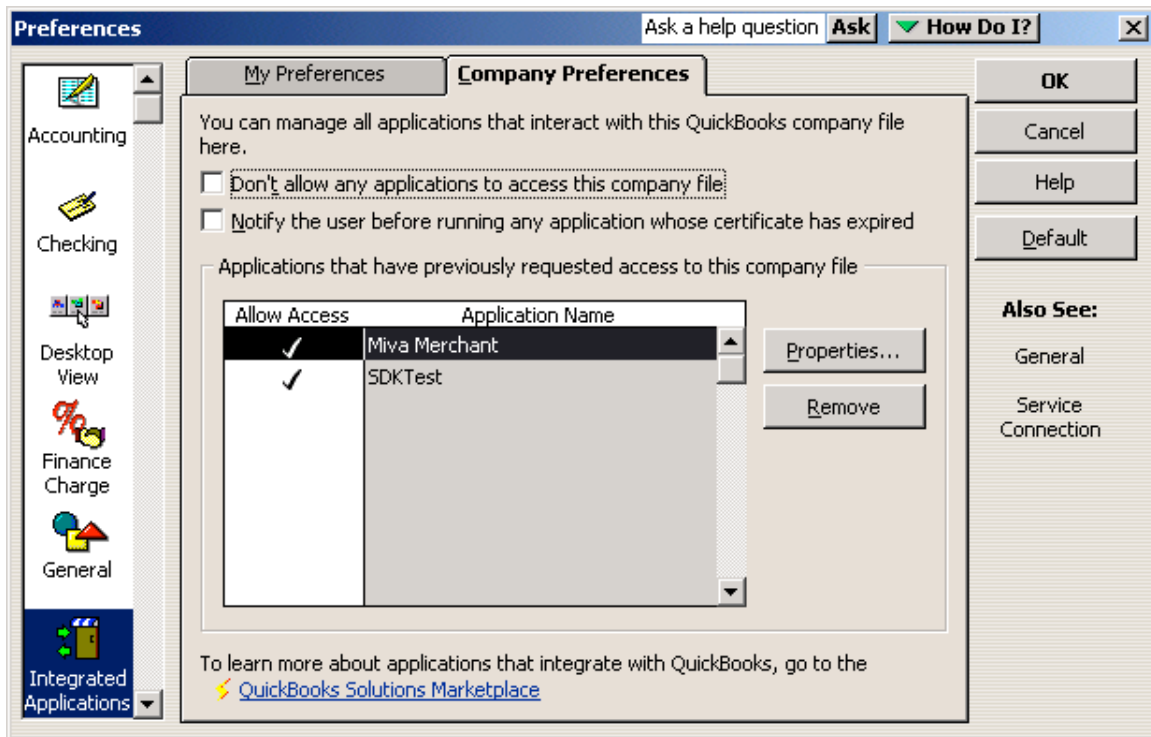 Preferences
Ask a help question Ask How Do I?
Accounting
Checking
Desktop
View
Finance
Charge
General
Integrated
Applications
My Preferences Company Preferences
You can manage all applications that interact with this QuickBooks company file
here.
Don't allow any applications to access this company file
Notify the user before running any application whose certificate has expired
Applications that have previously requested access to this company file
Allow Access Application Name
Miva Merchant
SDKTest
Properties...
Remove
To learn more about applications that integrate with QuickBooks, go to the
QuickBooks Solutions Marketplace
OK
Cancel
Help
Default
Also See:
General
Service
Connection